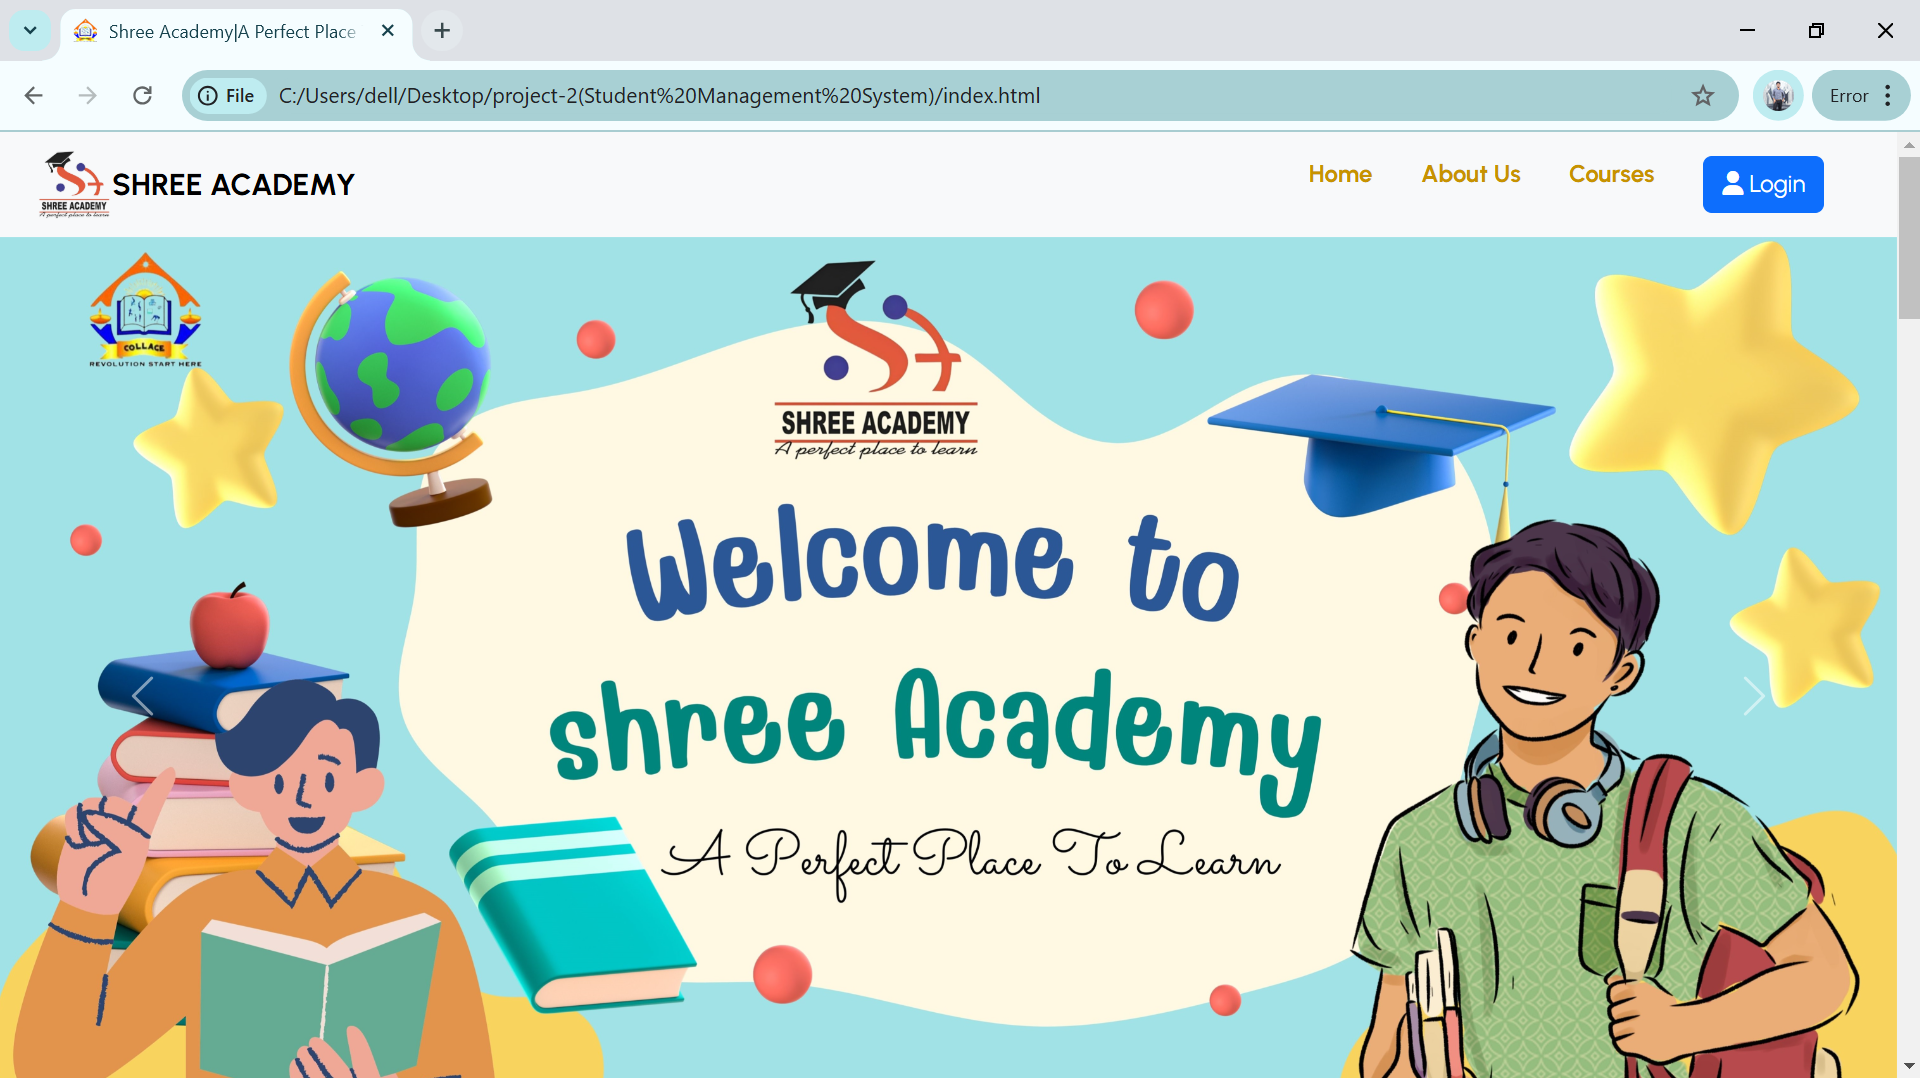 Shree Academy|A Perfect Place
File
C:/Users/dell/Desktop/project-2(Student%20Management%20System)/index.html
Error
SHREE ACADEMY
A perfect place to learn
SHREE ACADEMY
Home
About Us
Courses
Login
COLLACE
REVOLUTION START HERE
SHREE ACADEMY
A perfect place to learn
Welcome to
shree Academy
A Perfect Place To Learn